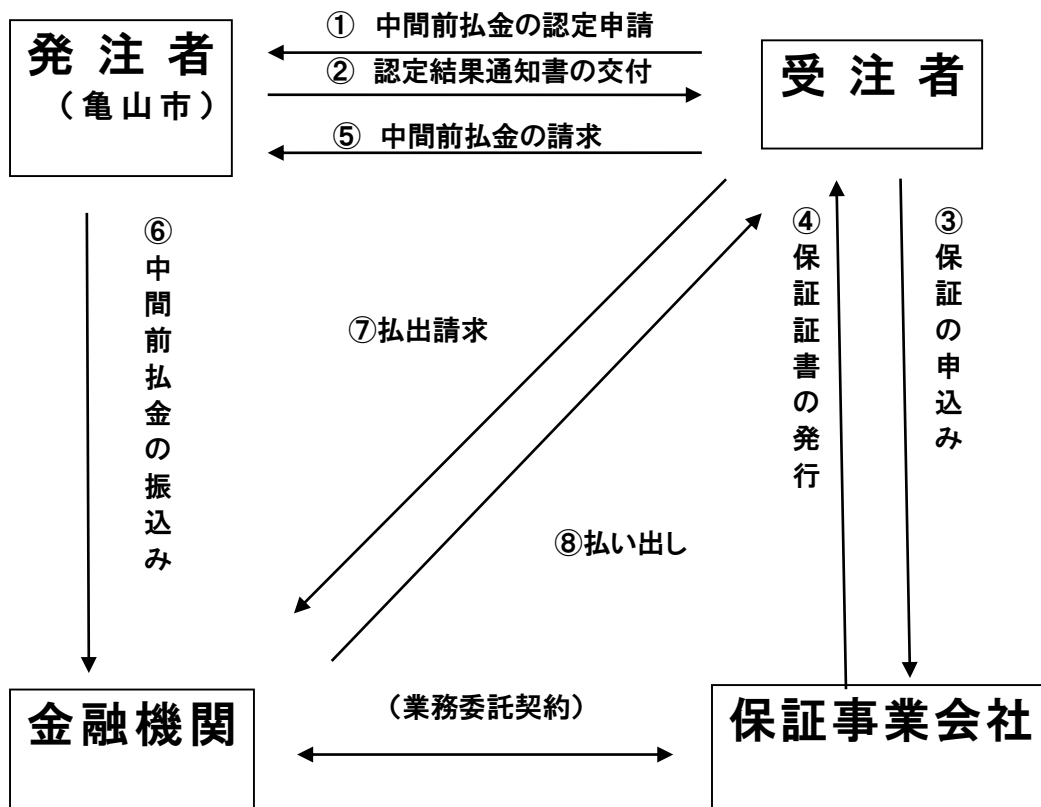 発注者
（亀山市）
① 中間前払金の認定申請
② 認定結果通知書の交付
⑤ 中間前払金の請求
受注者
⑥中間前払金の振込み
⑦払出請求
⑧払い出し
④保証証書の発行
③保証の申込み
金融機関
（業務委託契約）
保証事業会社